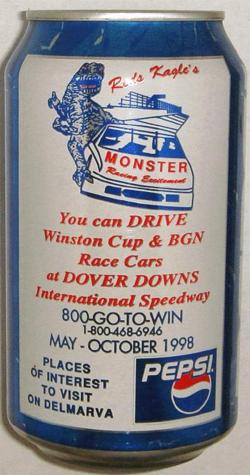 Rick Kagle's
MONSTER
Racing Excitement
You can DRIVE
Winston Cup & BGN
Race Cars
at DOVER DOWNS
International Speedway
800-GO-TO-WIN
1-800-468-6946
MAY - OCTOBER 1998
PLACES
OF INTEREST
TO VISIT
ON DELMARVA
PEPSI